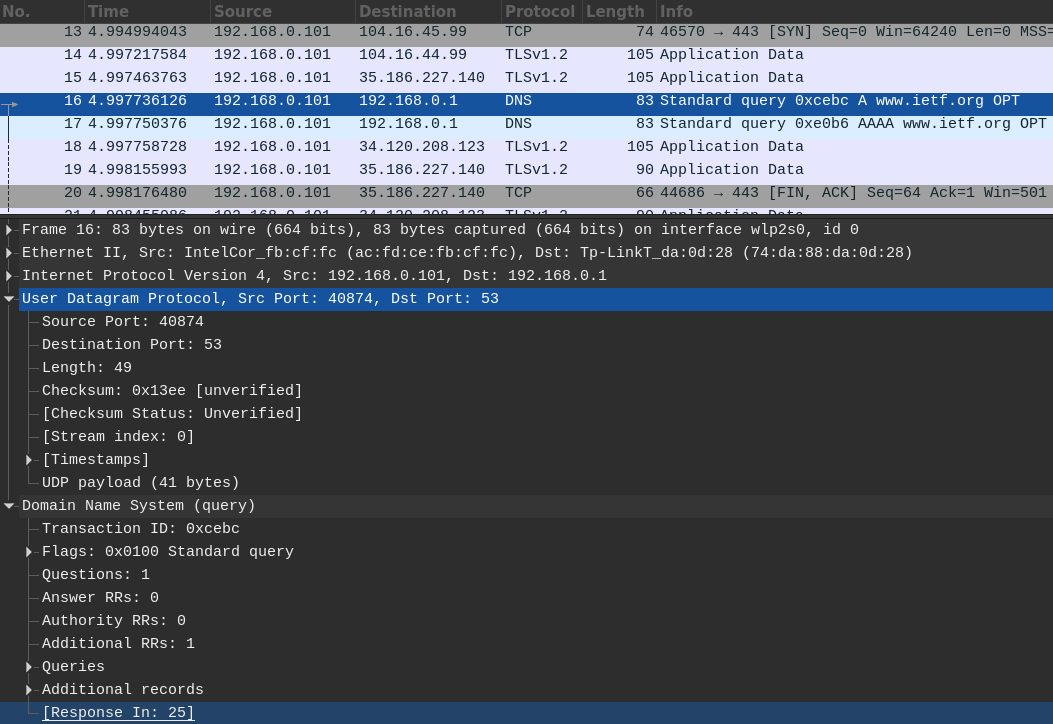 No. Time Source Destination Protocol Length Info
13 4.994994043 192.168.0.101 104.16.45.99 TCP 74 46570 → 443 [SYN] Seq=0 Win=64240 Len=0 MSS=
14 4.997217584 192.168.0.101 104.16.44.99 TLSv1.2 105 Application Data
15 4.997463763 192.168.0.101 35.186.227.140 TLSv1.2 105 Application Data
16 4.997736126 192.168.0.101 192.168.0.1 DNS 83 Standard query 0xcebc A www.ietf.org OPT
17 4.997750376 192.168.0.101 192.168.0.1 DNS 83 Standard query 0xe0b6 AAAA www.ietf.org OPT
18 4.997758728 192.168.0.101 34.120.208.123 TLSv1.2 105 Application Data
19 4.998155993 192.168.0.101 35.186.227.140 TLSv1.2 90 Application Data
20 4.998176480 192.168.0.101 35.186.227.140 TCP 66 44686 → 443 [FIN, ACK] Seq=64 Ack=1 Win=501
Frame 16: 83 bytes on wire (664 bits), 83 bytes captured (664 bits) on interface wlp2s0, id 0
Ethernet II, Src: IntelCor_fb:cf:fc (ac:fd:ce:fb:cf:fc), Dst: Tp-LinkT_da:0d:28 (74:da:88:da:0d:28)
Internet Protocol Version 4, Src: 192.168.0.101, Dst: 192.168.0.1
User Datagram Protocol, Src Port: 40874, Dst Port: 53
Source Port: 40874
Destination Port: 53
Length: 49
Checksum: 0x13ee [unverified]
[Checksum Status: Unverified]
[Stream index: 0]
[Timestamps]
UDP payload (41 bytes)
Domain Name System (query)
Transaction ID: 0xcebc
Flags: 0x0100 Standard query
Questions: 1
Answer RRs: 0
Authority RRs: 0
Additional RRs: 1
Queries
Additional records
[Response In: 25]